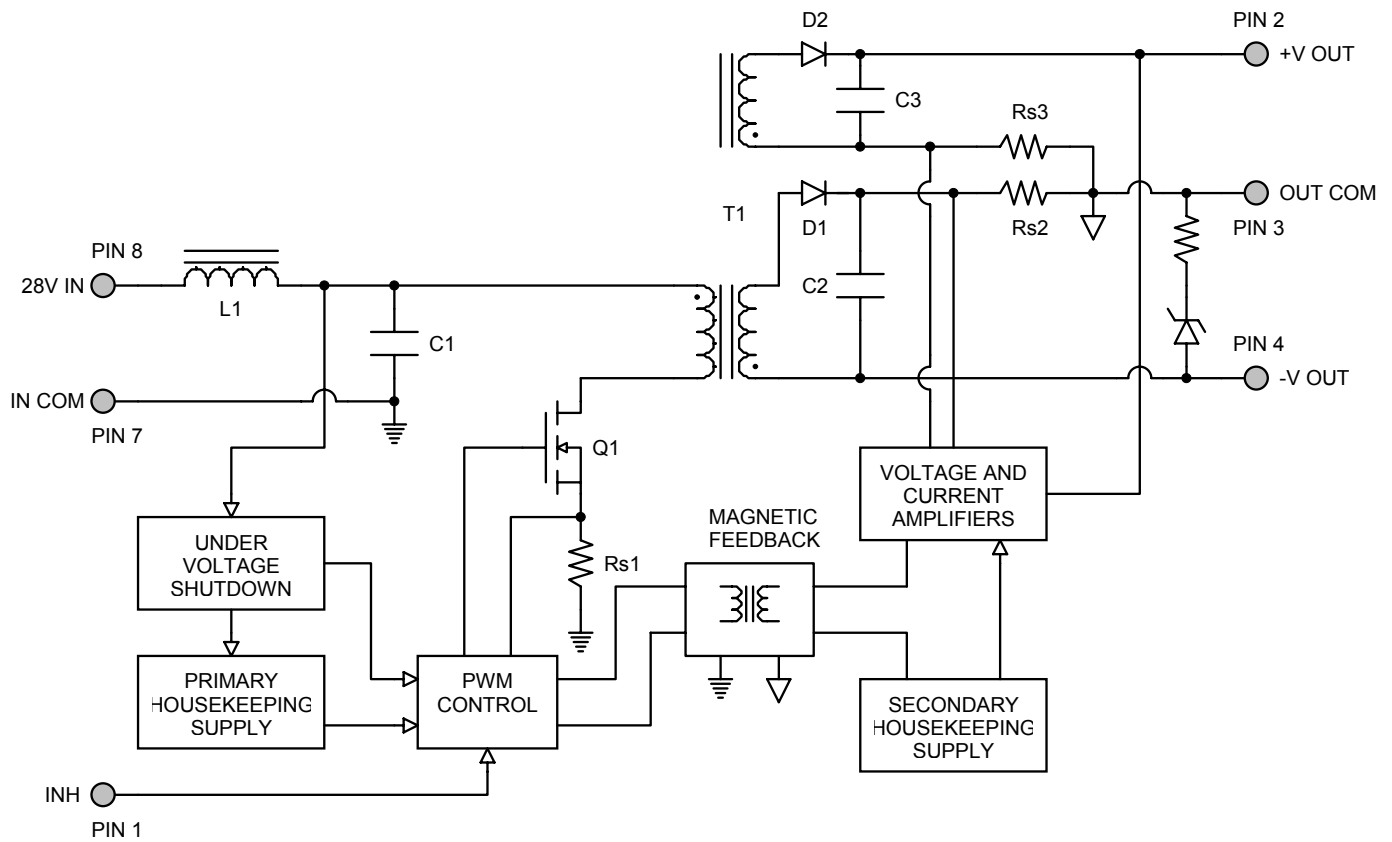 D2
PIN 2
+V OUT
C3
Rs3
T1
D1
Rs2
OUT COM
PIN 3
PIN 8
28V IN
L1
C2
C1
PIN 4
-V OUT
IN COM
PIN 7
Q1
VOLTAGE AND
CURRENT
AMPLIFIERS
MAGNETIC
FEEDBACK
UNDER
VOLTAGE
SHUTDOWN
Rs1
PRIMARY
HOUSEKEEPING
SUPPLY
PWM
CONTROL
SECONDARY
HOUSEKEEPING
SUPPLY
INH
PIN 1